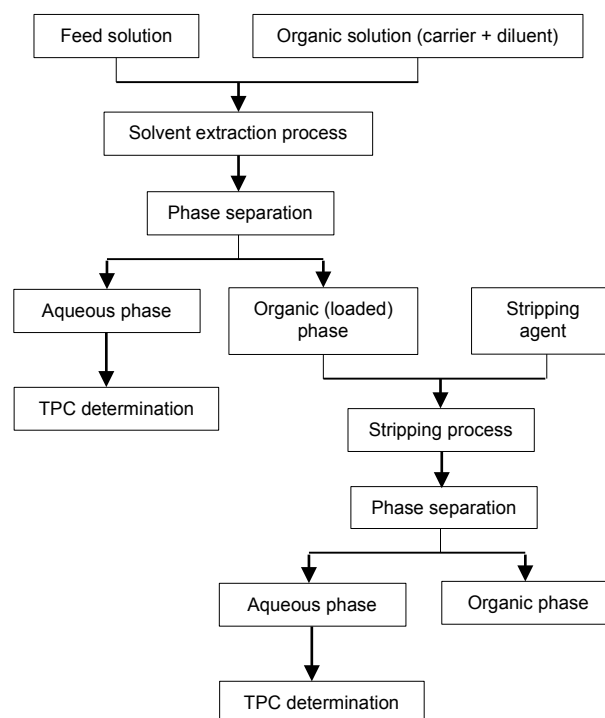 Feed solution
Organic solution (carrier + diluent)
Solvent extraction process
Phase separation
Aqueous phase
Organic (loaded)
phase
Stripping
agent
TPC determination
Stripping process
Phase separation
Aqueous phase
Organic phase
TPC determination